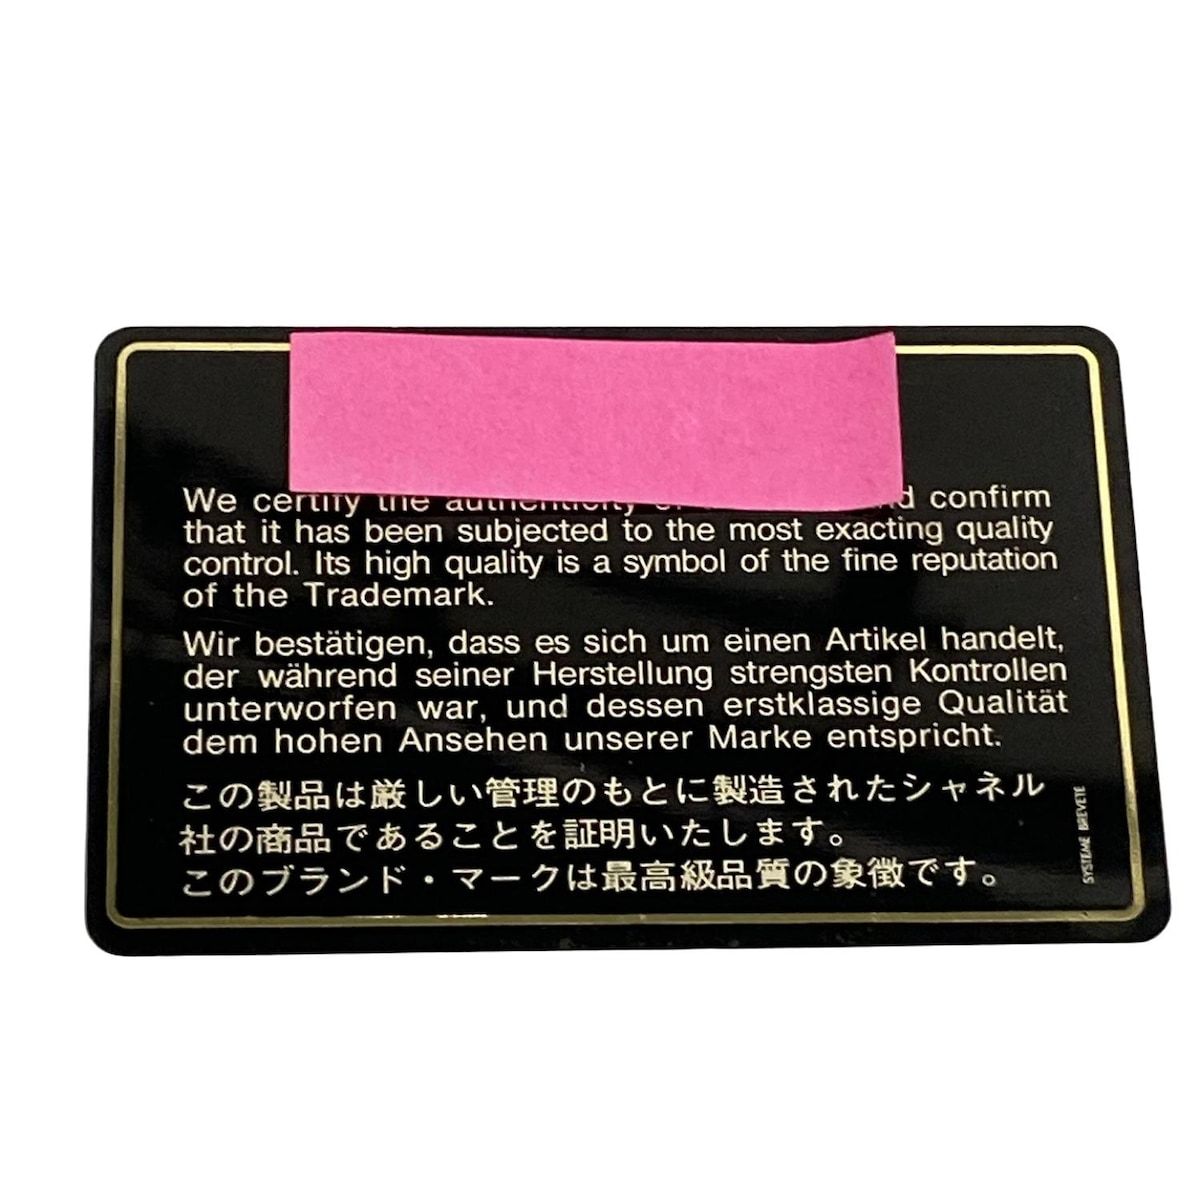 We certify the authenticity confirm
that it has been subjected to the most exacting quality
control. Its high quality is a symbol of the fine reputation
of the Trademark.
Wir bestätigen, dass es sich um einen Artikel handelt,
der während seiner Herstellung strengsten Kontrollen
unterworfen war, und dessen erstklassige Qualität
dem hohen Ansehen unserer Marke entspricht.
この製品は厳しい管理のもとに製造されたシャネル
社の商品であることを証明いたします。
このブランド・マークは最高級品質の象徴です。
SYSTEME BREVETE